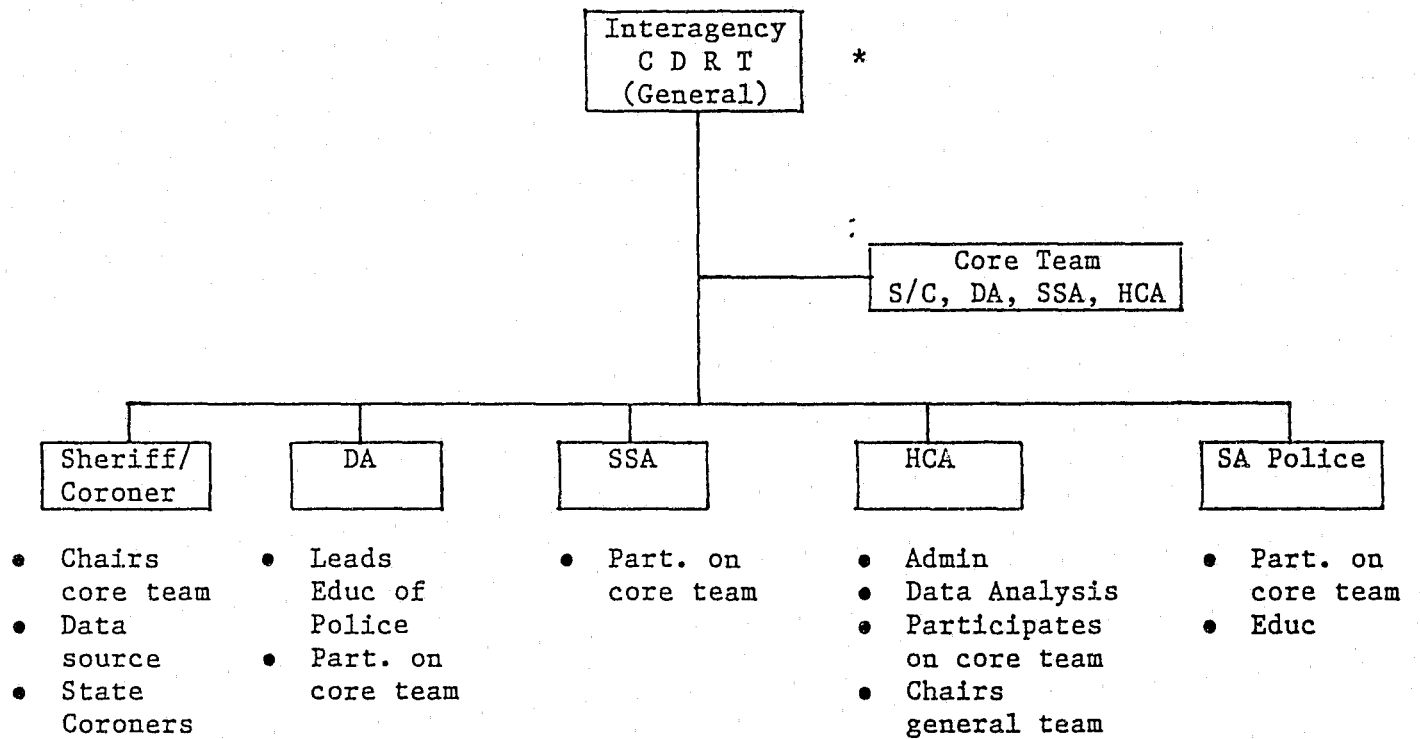 Interagency
C D R T
(General)
*
Core Team
S/C, DA, SSA, HCA
Sheriff/
Coroner
DA
SSA
HCA
SA Police
• Chairs
core team
• Data
source
• State
Coroners
• Leads
Educ of
Police
• Part. on
core team
• Part. on
core team
• Admin
• Data Analysis
• Participates
on core team
• Chairs
general team
• Part. on
core team
• Educ